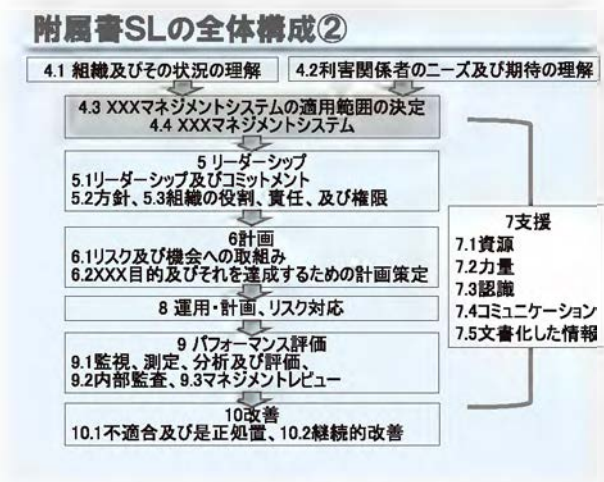 附属書SLの全体構成②
4.1 組織及びその状況の理解
4.2利害関係者のニーズ及び期待の理解
4.3 XXXマネジメントシステムの適用範囲の決定
4.4 XXXマネジメントシステム
5 リーダーシップ
5.1リーダーシップ及びコミットメント
5.2方針、5.3組織の役割、責任、及び権限
6計画
6.1リスク及び機会への取組み
6.2XXX目的及びそれを達成するための計画策定
8 運用・計画、リスク対応
9 パフォーマンス評価
9.1監視、測定、分析及び評価、
9.2内部監査、9.3マネジメントレビュー
10改善
10.1不適合及び是正処置、10.2継続的改善
7支援
7.1資源
7.2力量
7.3認識
7.4コミュニケーション
7.5文書化した情報